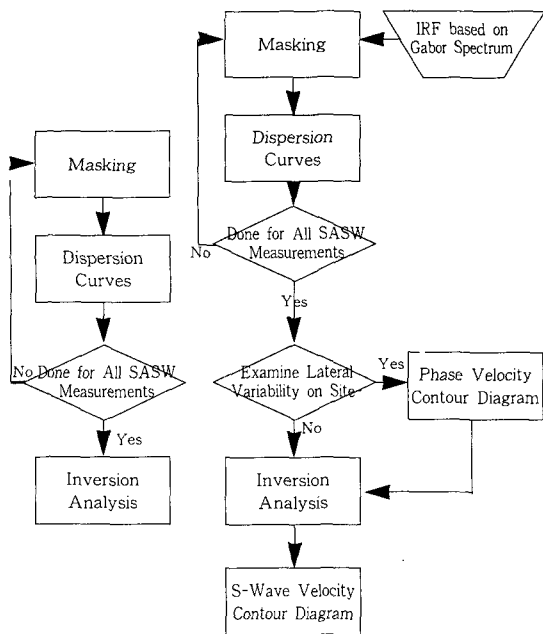 Masking
Dispersion
Curves
No
Done for All SASW
Measurements
Yes
Inversion
Analysis
IRF based on
Gabor Spectrum
Masking
Dispersion
Curves
Done for All SASW
Measurements
No
Yes
Examine Lateral
Variability on Site
Yes
Phase Velocity
Contour Diagram
No
Inversion
Analysis
S-Wave Velocity
Contour Diagram